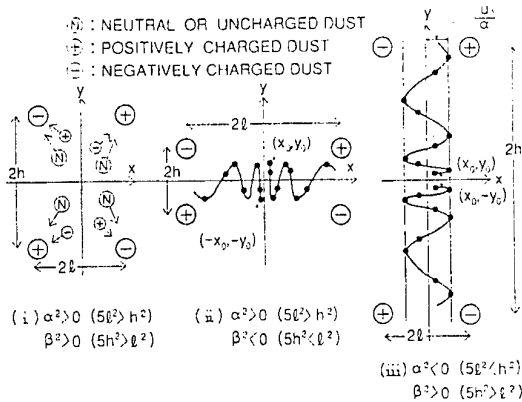 Ⓝ : NEUTRAL OR UNCHARGED DUST
⊕ : POSITIVELY CHARGED DUST
⊖ : NEGATIVELY CHARGED DUST
y
x
2h
2ℓ
N
N
N
N
(i) α²>0 (5ℓ²>h²)
β²>0 (5h²>ℓ²)
y
x
2h
2ℓ
(x₀,y₀)
(-x₀,-y₀)
(ii) α²>0 (5ℓ²>h²)
β²<0 (5h²<ℓ²)
y
x
2h
2ℓ
(x₀,y₀)
(x₀,-y₀)
(iii) α²<0 (5ℓ²<h²)
β²>0 (5h²>ℓ²)